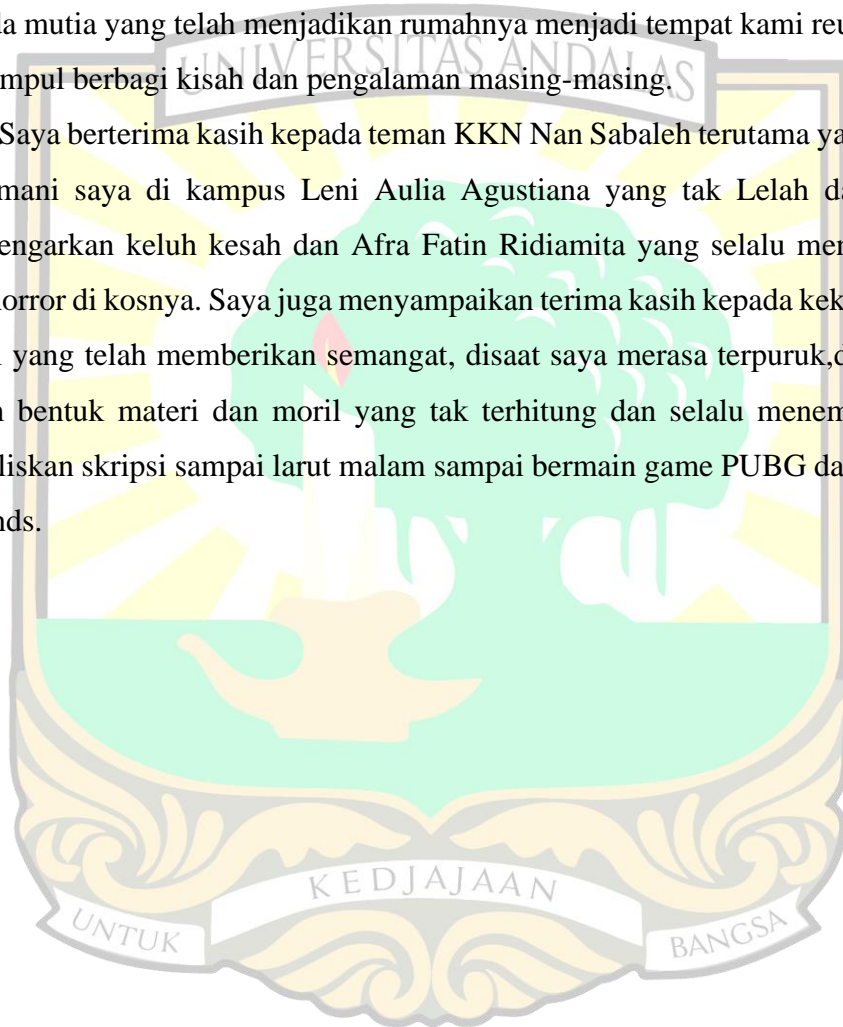 da mutia yang telah menjadikan rumahnya menjadi tempat kami reu
UNIVERSITAS ANDALAS
mpul berbagi kisah dan pengalaman masing-masing.
Saya berterima kasih kepada teman KKN Nan Sabaleh terutama ya
mani saya di kampus Leni Aulia Agustiana yang tak Lelah da
engarkan keluh kesah dan Afra Fatin Ridiamita yang selalu mer
horror di kosnya. Saya juga menyampaikan terima kasih kepada kek
yang telah memberikan semangat, disaat saya merasa terpuruk,d
bentuk materi dan moril yang tak terhitung dan selalu menem
liskan skripsi sampai larut malam sampai bermain game PUBG da
nds.
KEDJAJAAN
UNTUK
BANGSA